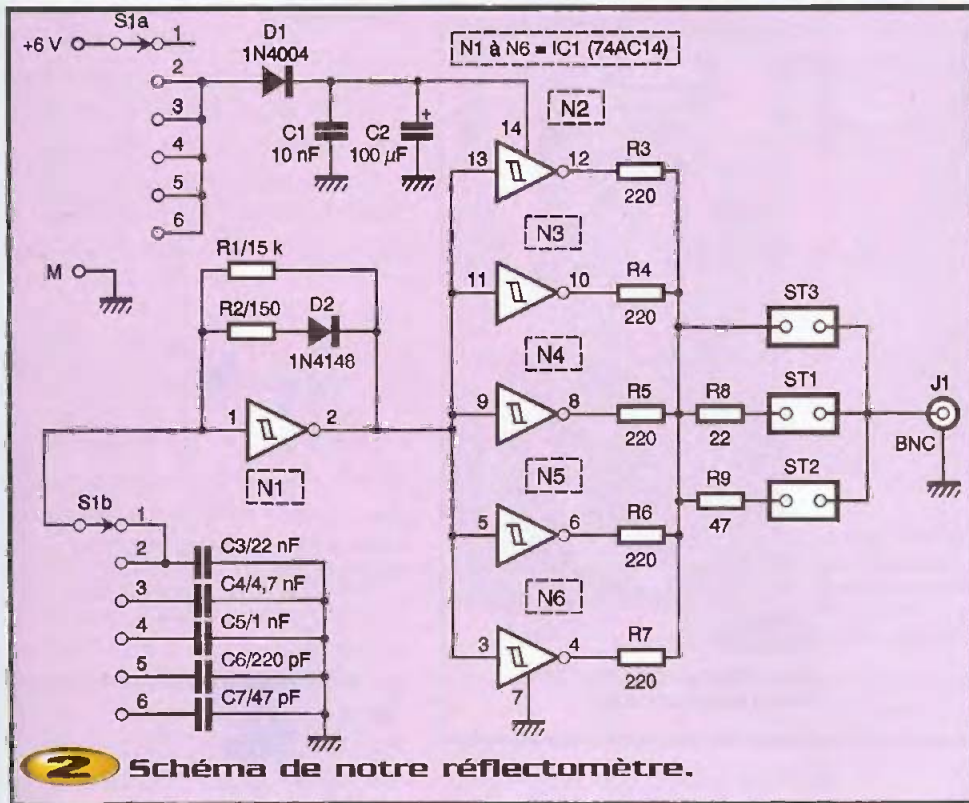 S1a
+6 V
1
2
3
4
5
6
D1
1N4004
C1
10 nF
C2
100 µF
+
N1 à N6 = IC1 (74AC14)
N2
14
13
12
R3
220
N3
11
10
R4
220
N4
9
8
R5
220
N5
5
6
R6
220
N6
3
4
7
R7
220
M
R1/15 k
R2/150
D2
1N4148
1
2
N1
S1b
1
2
3
4
5
6
C3/22 nF
C4/4,7 nF
C5/1 nF
C6/220 pF
C7/47 pF
ST3
R8
22
ST1
R9
47
ST2
J1
BNC
2 Schéma de notre réflectomètre.